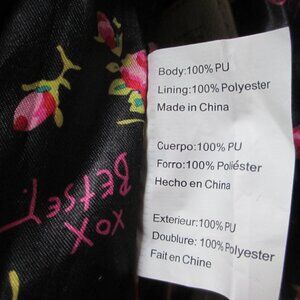 Body:100% PU
Lining:100% Polyester
Made in China
Cuerpo:100% PU
Forro:100% Poliéster
Hecho en China
Exterieur:100% PU
Doublure: 100% Polyester
Fait en Chine
XOX
BETSEY